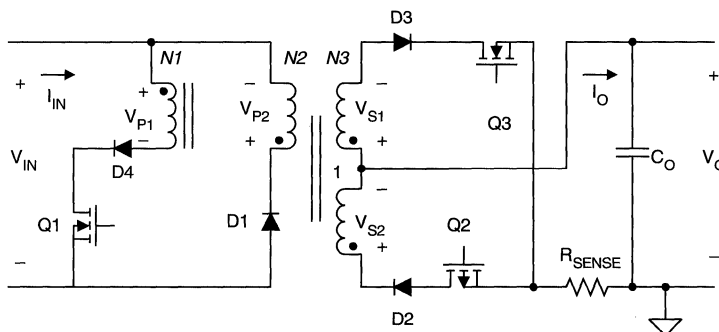 D3
N1
N2
N3
+
I_IN
+
V_P1
−
−
V_P2
+
−
V_S1
+
Q3
I_O
+
V_IN
D4
C_O
V_O
1
−
V_S2
+
Q1
D1
Q2
R_SENSE
−
−
D2